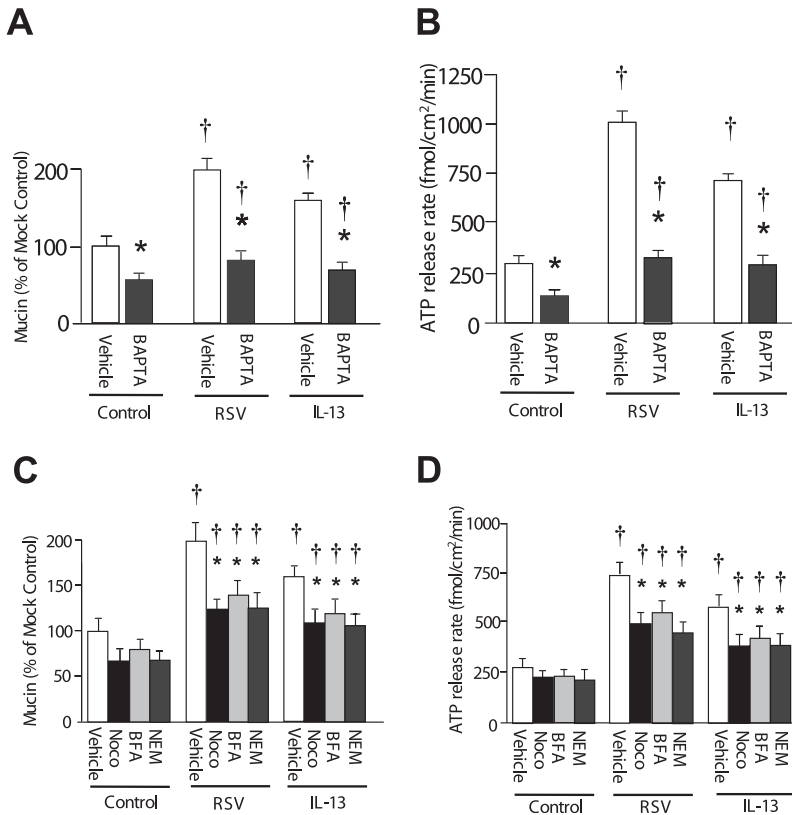 A
Mucin (% of Mock Control)
200
100
0
†
†
†
†
*
*
*
Vehicle
BAPTA
Vehicle
BAPTA
Vehicle
BAPTA
Control
RSV
IL-13
B
ATP release rate (fmol/cm²/min)
1250
1000
750
500
250
0
†
†
†
†
*
*
*
Vehicle
BAPTA
Vehicle
BAPTA
Vehicle
BAPTA
Control
RSV
IL-13
C
Mucin (% of Mock Control)
200
150
100
50
0
†
† † †
* * *
†
† † †
* * *
Vehicle
Noco
BFA
NEM
Vehicle
Noco
BFA
NEM
Vehicle
Noco
BFA
NEM
Control
RSV
IL-13
D
ATP release rate (fmol/cm²/min)
1000
750
500
250
0
†
† † †
* * *
†
† † †
* * *
Vehicle
Noco
BFA
NEM
Vehicle
Noco
BFA
NEM
Vehicle
Noco
BFA
NEM
Control
RSV
IL-13